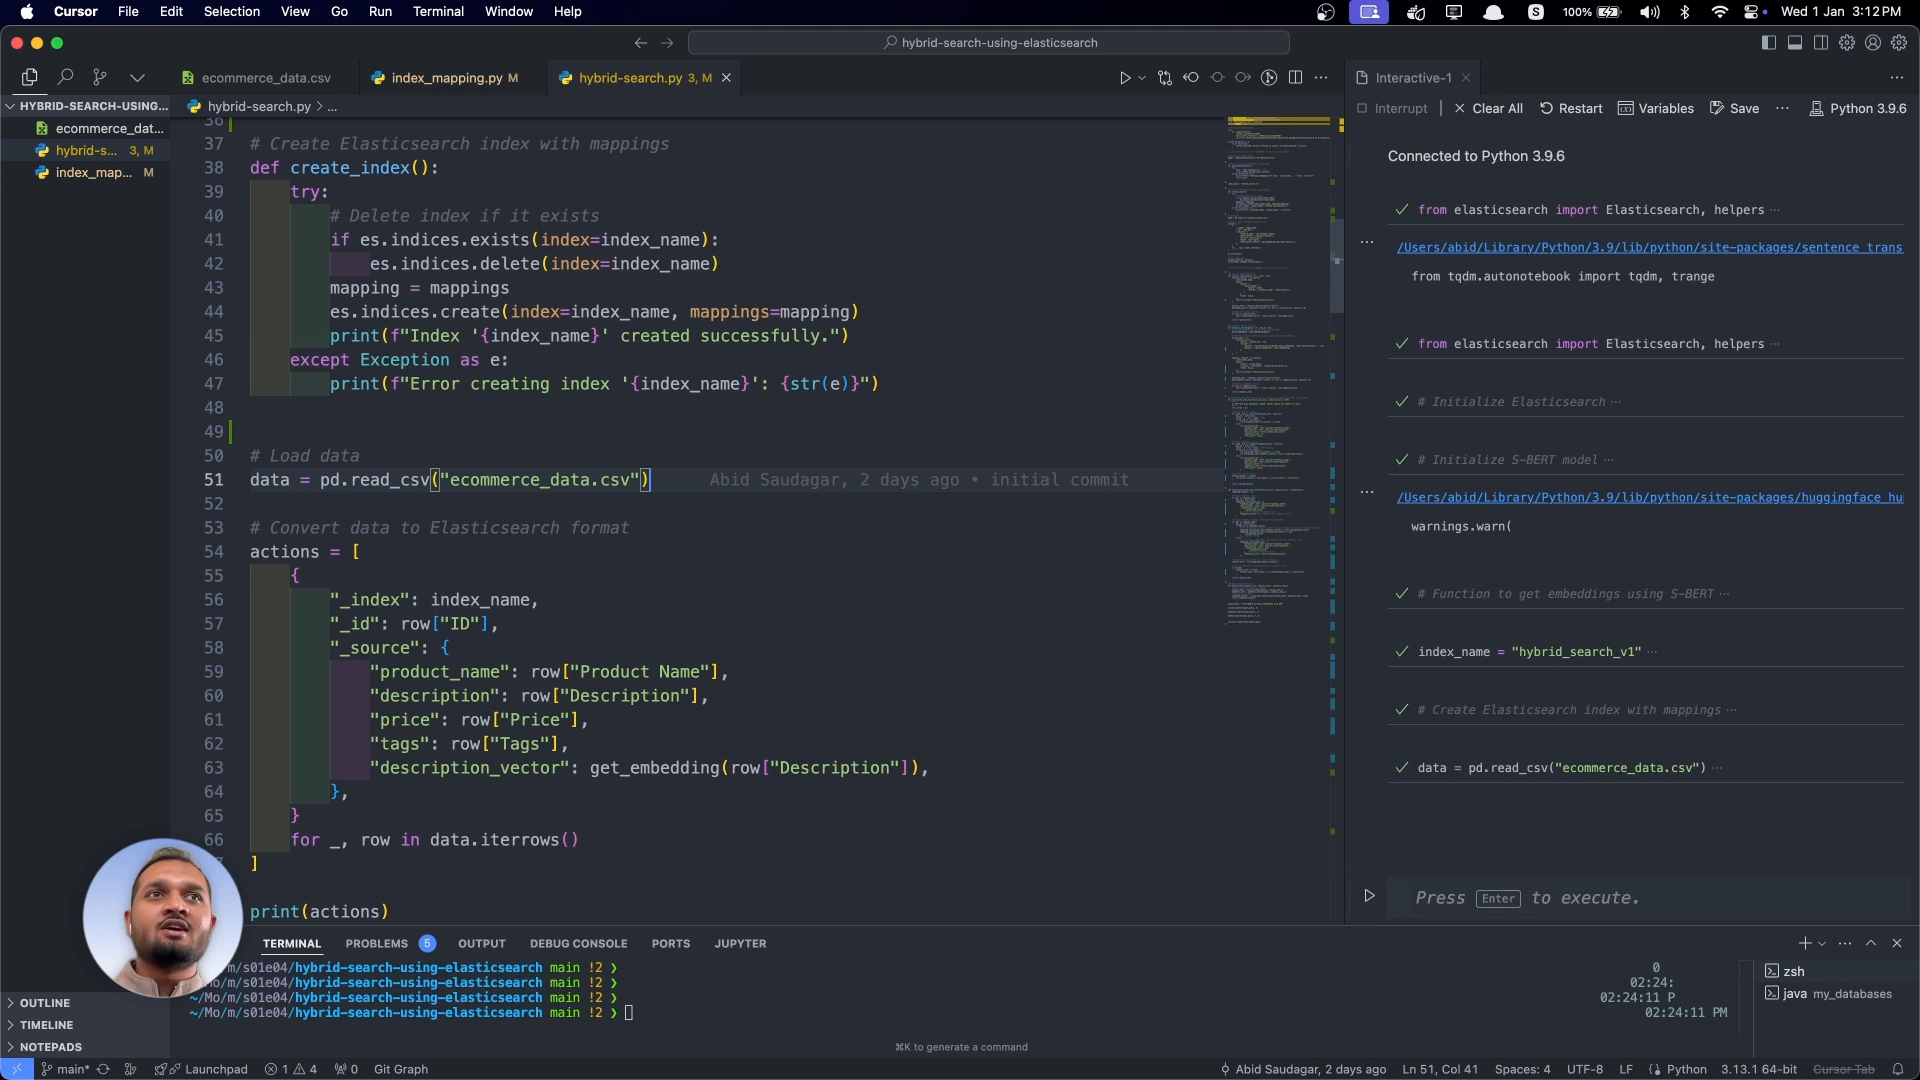 Cursor File Edit Selection View Go Run Terminal Window Help
S 100% Wed 1 Jan 3:12 PM
hybrid-search-using-elasticsearch
ecommerce_data.csv index_mapping.py M hybrid-search.py 3, M
Interactive-1
HYBRID-SEARCH-USING...
hybrid-search.py > ...
Interrupt | Clear All Restart Variables Save ... Python 3.9.6
ecommerce_dat...
hybrid-s... 3, M
index_map... M
36
37 # Create Elasticsearch index with mappings
38 def create_index():
39 try:
40 # Delete index if it exists
41 if es.indices.exists(index=index_name):
42 es.indices.delete(index=index_name)
43 mapping = mappings
44 es.indices.create(index=index_name, mappings=mapping)
45 print(f"Index '{index_name}' created successfully.")
46 except Exception as e:
47 print(f"Error creating index '{index_name}': {str(e)}")
48
49
50 # Load data
51 data = pd.read_csv("ecommerce_data.csv") Abid Saudagar, 2 days ago • initial commit
52
53 # Convert data to Elasticsearch format
54 actions = [
55 {
56 "_index": index_name,
57 "_id": row["ID"],
58 "_source": {
59 "product_name": row["Product Name"],
60 "description": row["Description"],
61 "price": row["Price"],
62 "tags": row["Tags"],
63 "description_vector": get_embedding(row["Description"]),
64 },
65 }
66 for _, row in data.iterrows()
]
print(actions)
Connected to Python 3.9.6
from elasticsearch import Elasticsearch, helpers ...
/Users/abid/Library/Python/3.9/lib/python/site-packages/sentence_trans
from tqdm.autonotebook import tqdm, trange
from elasticsearch import Elasticsearch, helpers ...
# Initialize Elasticsearch ...
# Initialize S-BERT model ...
/Users/abid/Library/Python/3.9/lib/python/site-packages/huggingface_hu
warnings.warn(
# Function to get embeddings using S-BERT ...
index_name = "hybrid_search_v1" ...
# Create Elasticsearch index with mappings ...
data = pd.read_csv("ecommerce_data.csv") ...
Press Enter to execute.
TERMINAL PROBLEMS 5 OUTPUT DEBUG CONSOLE PORTS JUPYTER
/m/s01e04/hybrid-search-using-elasticsearch main !2 ❯ 0
Mo/m/s01e04/hybrid-search-using-elasticsearch main !2 ❯ 02:24:
~/Mo/m/s01e04/hybrid-search-using-elasticsearch main !2 ❯ 02:24:11 P
~/Mo/m/s01e04/hybrid-search-using-elasticsearch main !2 ❯ 02:24:11 PM
zsh
java my_databases
⌘K to generate a command
OUTLINE
TIMELINE
NOTEPADS
main* Launchpad 1 4 0 Git Graph
Abid Saudagar, 2 days ago Ln 51, Col 41 Spaces: 4 UTF-8 LF Python 3.13.1 64-bit Cursor Tab